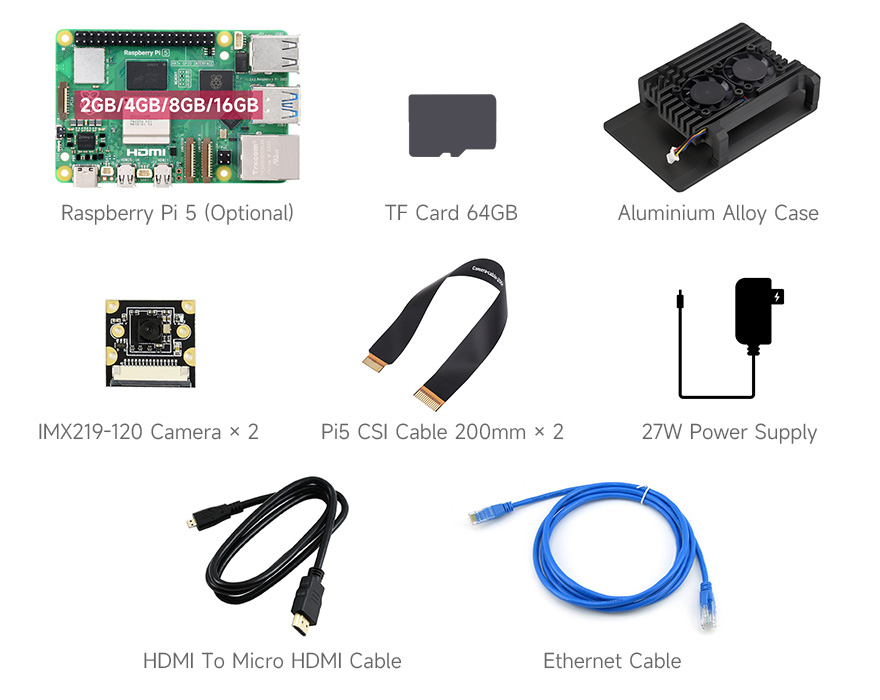 Raspberry Pi 5
2GB/4GB/8GB/16GB
HDMI
Raspberry Pi 5 (Optional)
TF Card 64GB
Aluminium Alloy Case
IMX219-120 Camera × 2
Pi5 CSI Cable 200mm × 2
27W Power Supply
HDMI To Micro HDMI Cable
Ethernet Cable